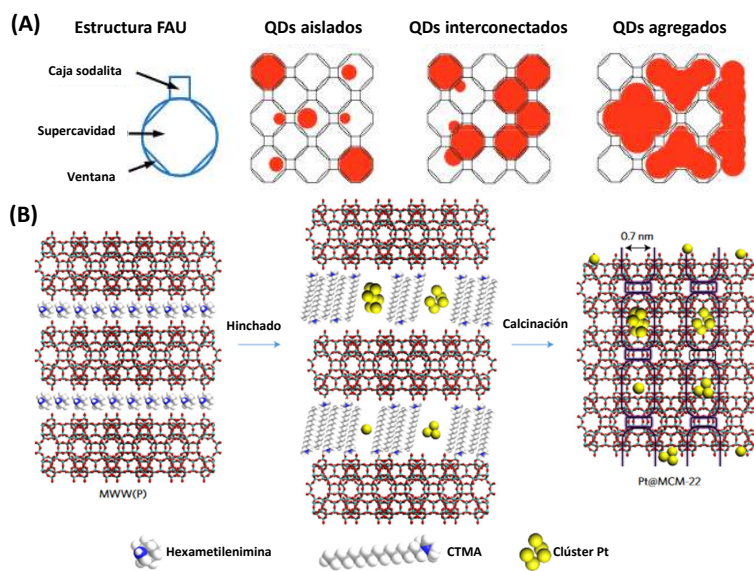 (A)
Estructura FAU
QDs aislados
QDs interconectados
QDs agregados
Caja sodalita
Supercavidad
Ventana
(B)
Hinchado
Calcinación
0.7 nm
MWW(P)
Pt@MCM-22
Hexametilenimina
CTMA
Clúster Pt